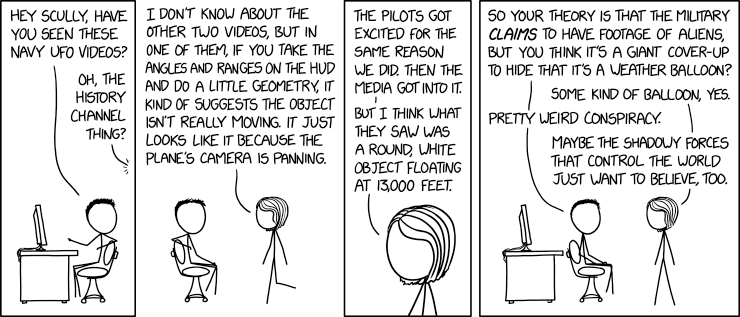 HEY SCULLY, HAVE
YOU SEEN THESE
NAVY UFO VIDEOS?
OH, THE
HISTORY
CHANNEL
THING?
I DON'T KNOW ABOUT THE
OTHER TWO VIDEOS, BUT IN
ONE OF THEM, IF YOU TAKE THE
ANGLES AND RANGES ON THE HUD
AND DO A LITTLE GEOMETRY, IT
KIND OF SUGGESTS THE OBJECT
ISN'T REALLY MOVING. IT JUST
LOOKS LIKE IT BECAUSE THE
PLANE'S CAMERA IS PANNING.
THE PILOTS GOT
EXCITED FOR THE
SAME REASON
WE DID. THEN THE
MEDIA GOT INTO IT.
BUT I THINK WHAT
THEY SAW WAS
A ROUND, WHITE
OBJECT FLOATING
AT 13,000 FEET.
SO YOUR THEORY IS THAT THE MILITARY
CLAIMS TO HAVE FOOTAGE OF ALIENS,
BUT YOU THINK IT'S A GIANT COVER-UP
TO HIDE THAT IT'S A WEATHER BALLOON?
SOME KIND OF BALLOON, YES.
PRETTY WEIRD CONSPIRACY.
MAYBE THE SHADOWY FORCES
THAT CONTROL THE WORLD
JUST WANT TO BELIEVE, TOO.